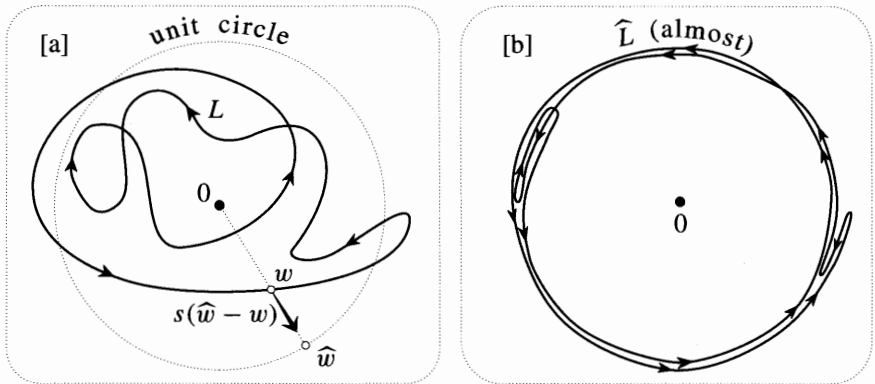 [a]
unit circle
L
0
w
s(ŵ − w)
ŵ
[b]
L̂ (almost)
0